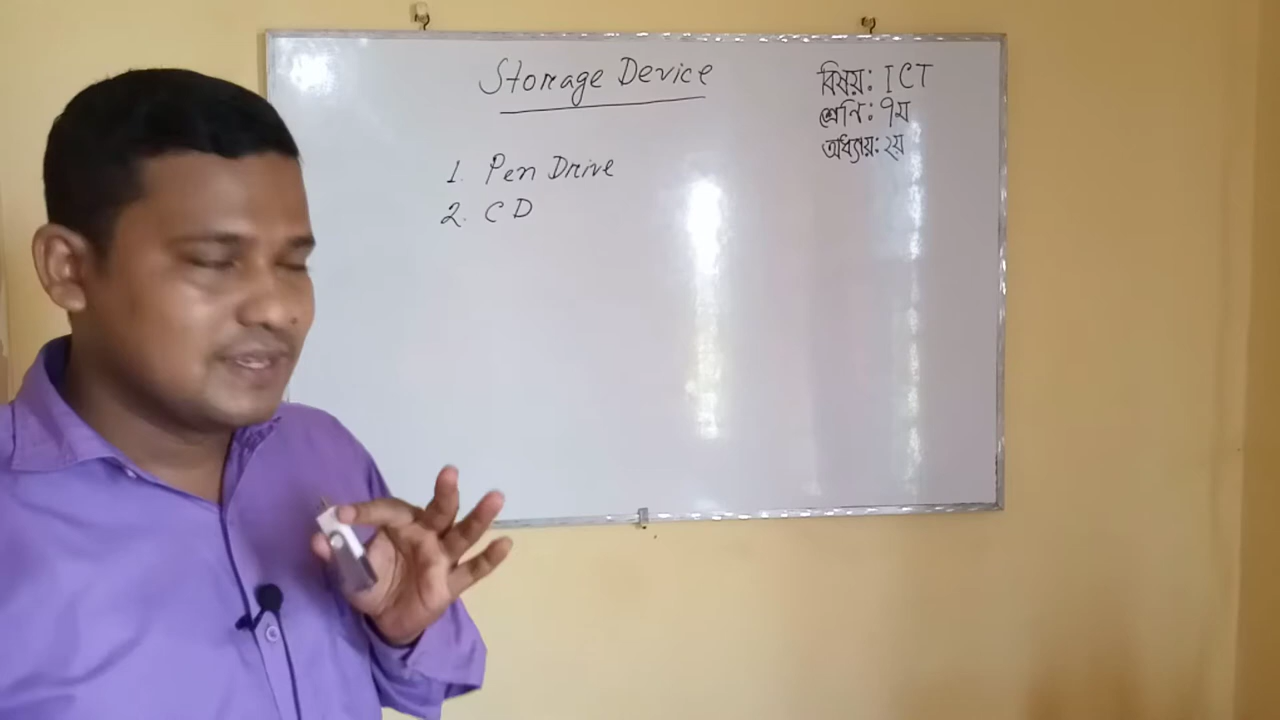 Storage Device
1. Pen Drive
2. CD
বিষয়: ICT
শ্রেনি: ৭ম
অধ্যায়: ২য়